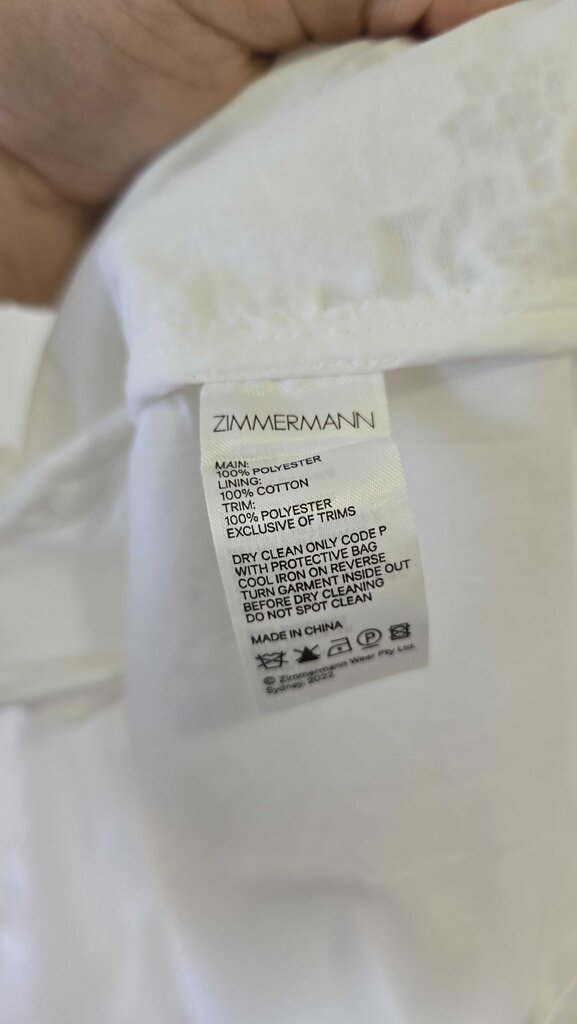 ZIMMERMANN
MAIN:
100% POLYESTER
LINING:
100% COTTON
TRIM:
100% POLYESTER
EXCLUSIVE OF TRIMS
DRY CLEAN ONLY CODE P
WITH PROTECTIVE BAG
COOL IRON ON REVERSE
TURN GARMENT INSIDE OUT
BEFORE DRY CLEANING
DO NOT SPOT CLEAN
MADE IN CHINA
P
© Zimmermann Wear Pty Ltd.
Sydney. 2022